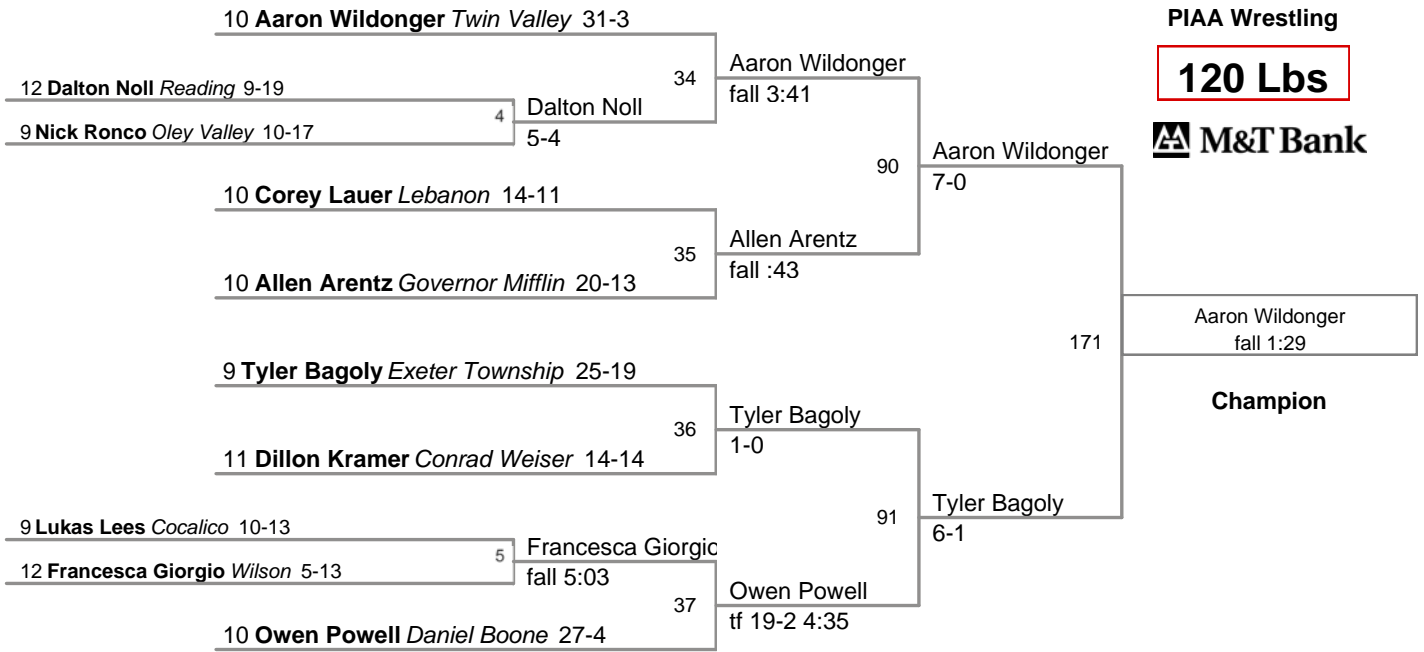 10 Aaron Wildonger Twin Valley 31-3
PIAA Wrestling
120 Lbs
M&T Bank
34
Aaron Wildonger
fall 3:41
12 Dalton Noll Reading 9-19
4
Dalton Noll
5-4
9 Nick Ronco Oley Valley 10-17
90
Aaron Wildonger
7-0
10 Corey Lauer Lebanon 14-11
35
Allen Arentz
fall :43
10 Allen Arentz Governor Mifflin 20-13
171
Aaron Wildonger
fall 1:29
Champion
9 Tyler Bagoly Exeter Township 25-19
36
Tyler Bagoly
1-0
11 Dillon Kramer Conrad Weiser 14-14
91
Tyler Bagoly
6-1
9 Lukas Lees Cocalico 10-13
5
Francesca Giorgio
fall 5:03
12 Francesca Giorgio Wilson 5-13
37
Owen Powell
tf 19-2 4:35
10 Owen Powell Daniel Boone 27-4